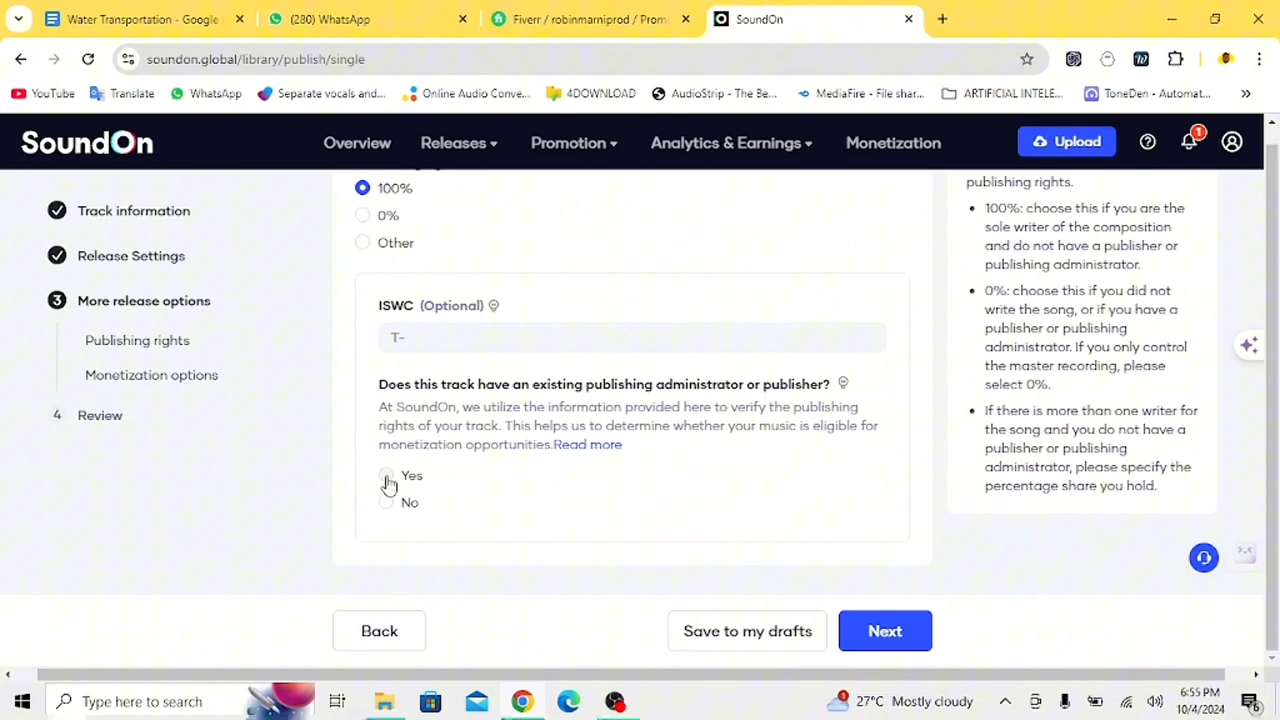 Water Transportation - Google
(280) WhatsApp
Fiverr / robinmarniprod / Prom
SoundOn
soundon.global/library/publish/single
YouTube
Translate
WhatsApp
Separate vocals and...
Online Audio Conve...
4DOWNLOAD
AudioStrip - The Be...
MediaFire - File shar...
ARTIFICIAL INTELE...
ToneDen - Automat...
SoundOn
Overview
Releases
Promotion
Analytics & Earnings
Monetization
Upload
1
Track information
Release Settings
3 More release options
Publishing rights
Monetization options
4 Review
100%
0%
Other
ISWC (Optional)
T-
Does this track have an existing publishing administrator or publisher?
At SoundOn, we utilize the information provided here to verify the publishing
rights of your track. This helps us to determine whether your music is eligible for
monetization opportunities.Read more
Yes
No
publishing rights.
• 100%: choose this if you are the
sole writer of the composition
and do not have a publisher or
publishing administrator.
• 0%: choose this if you did not
write the song, or if you have a
publisher or publishing
administrator. If you only control
the master recording, please
select 0%.
• If there is more than one writer for
the song and you do not have a
publisher or publishing
administrator, please specify the
percentage share you hold.
Back
Save to my drafts
Next
Type here to search
1
27°C Mostly cloudy
6:55 PM
10/4/2024
6